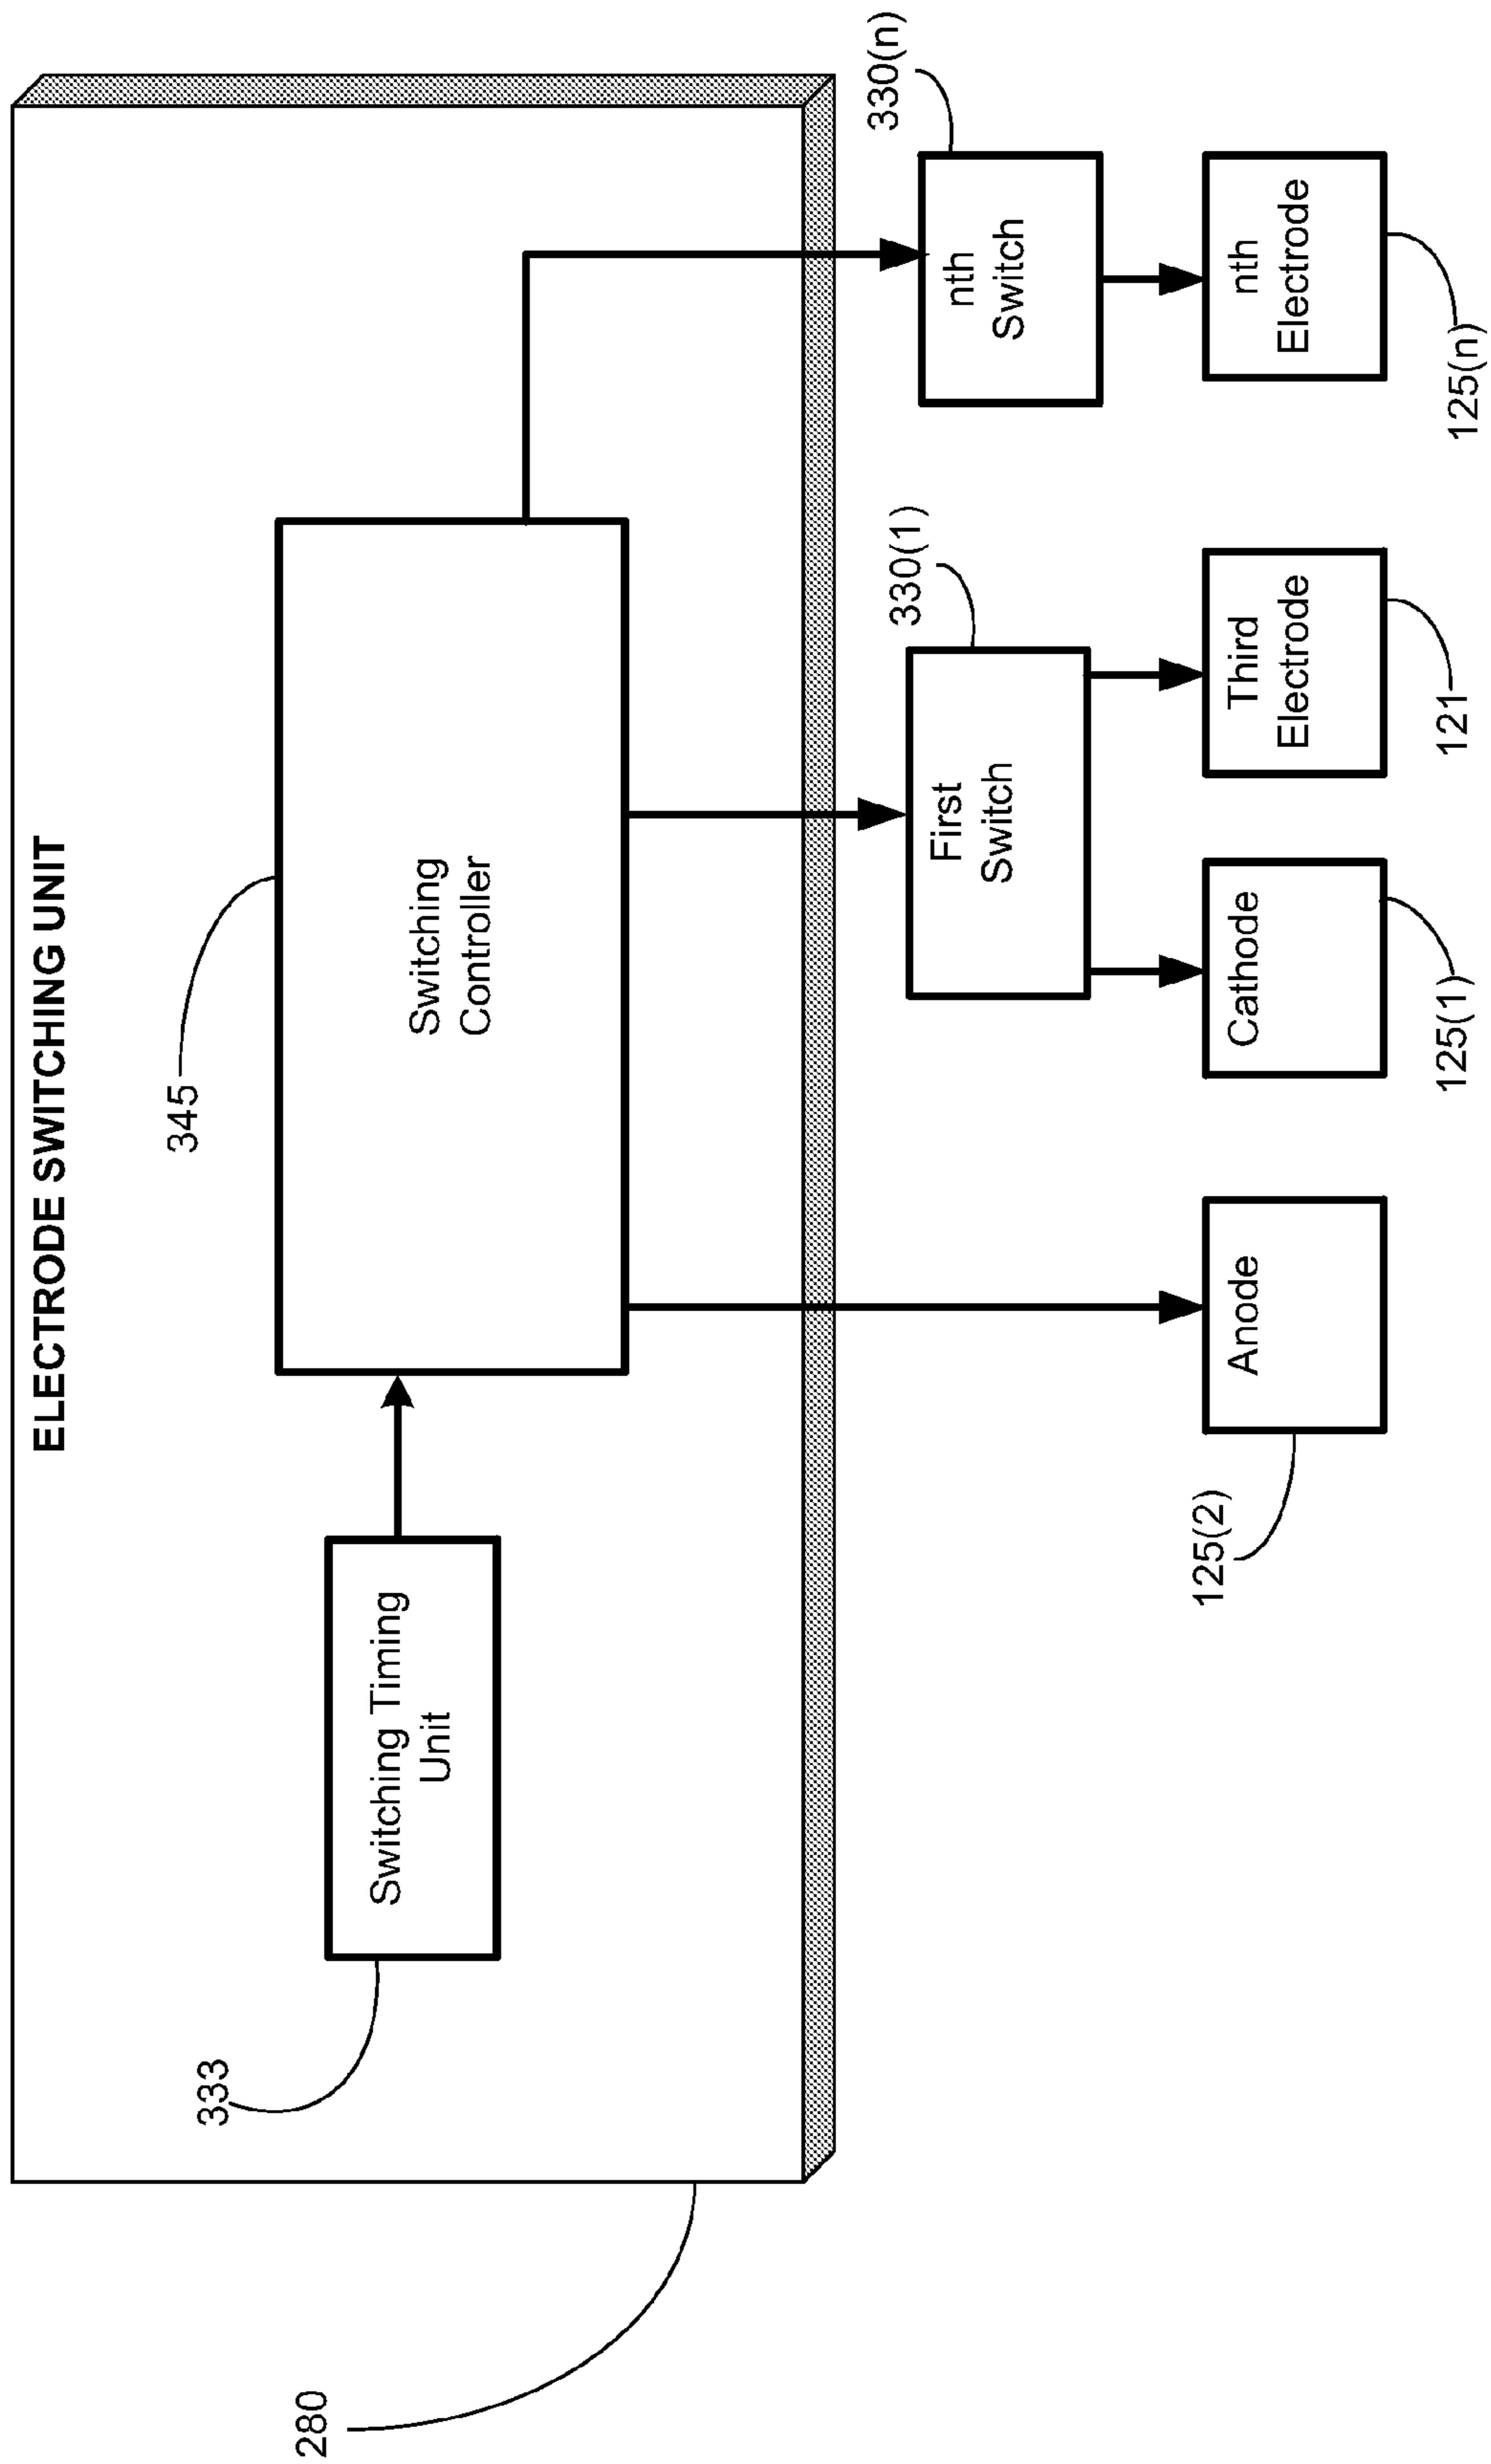 ELECTRODE SWITCHING UNIT
280
333
Switching Timing
Unit
345
Switching
Controller
330(1)
First
Switch
330(n)
nth
Switch
125(2)
Anode
Cathode
125(1)
Third
Electrode
121
nth
Electrode
125(n)